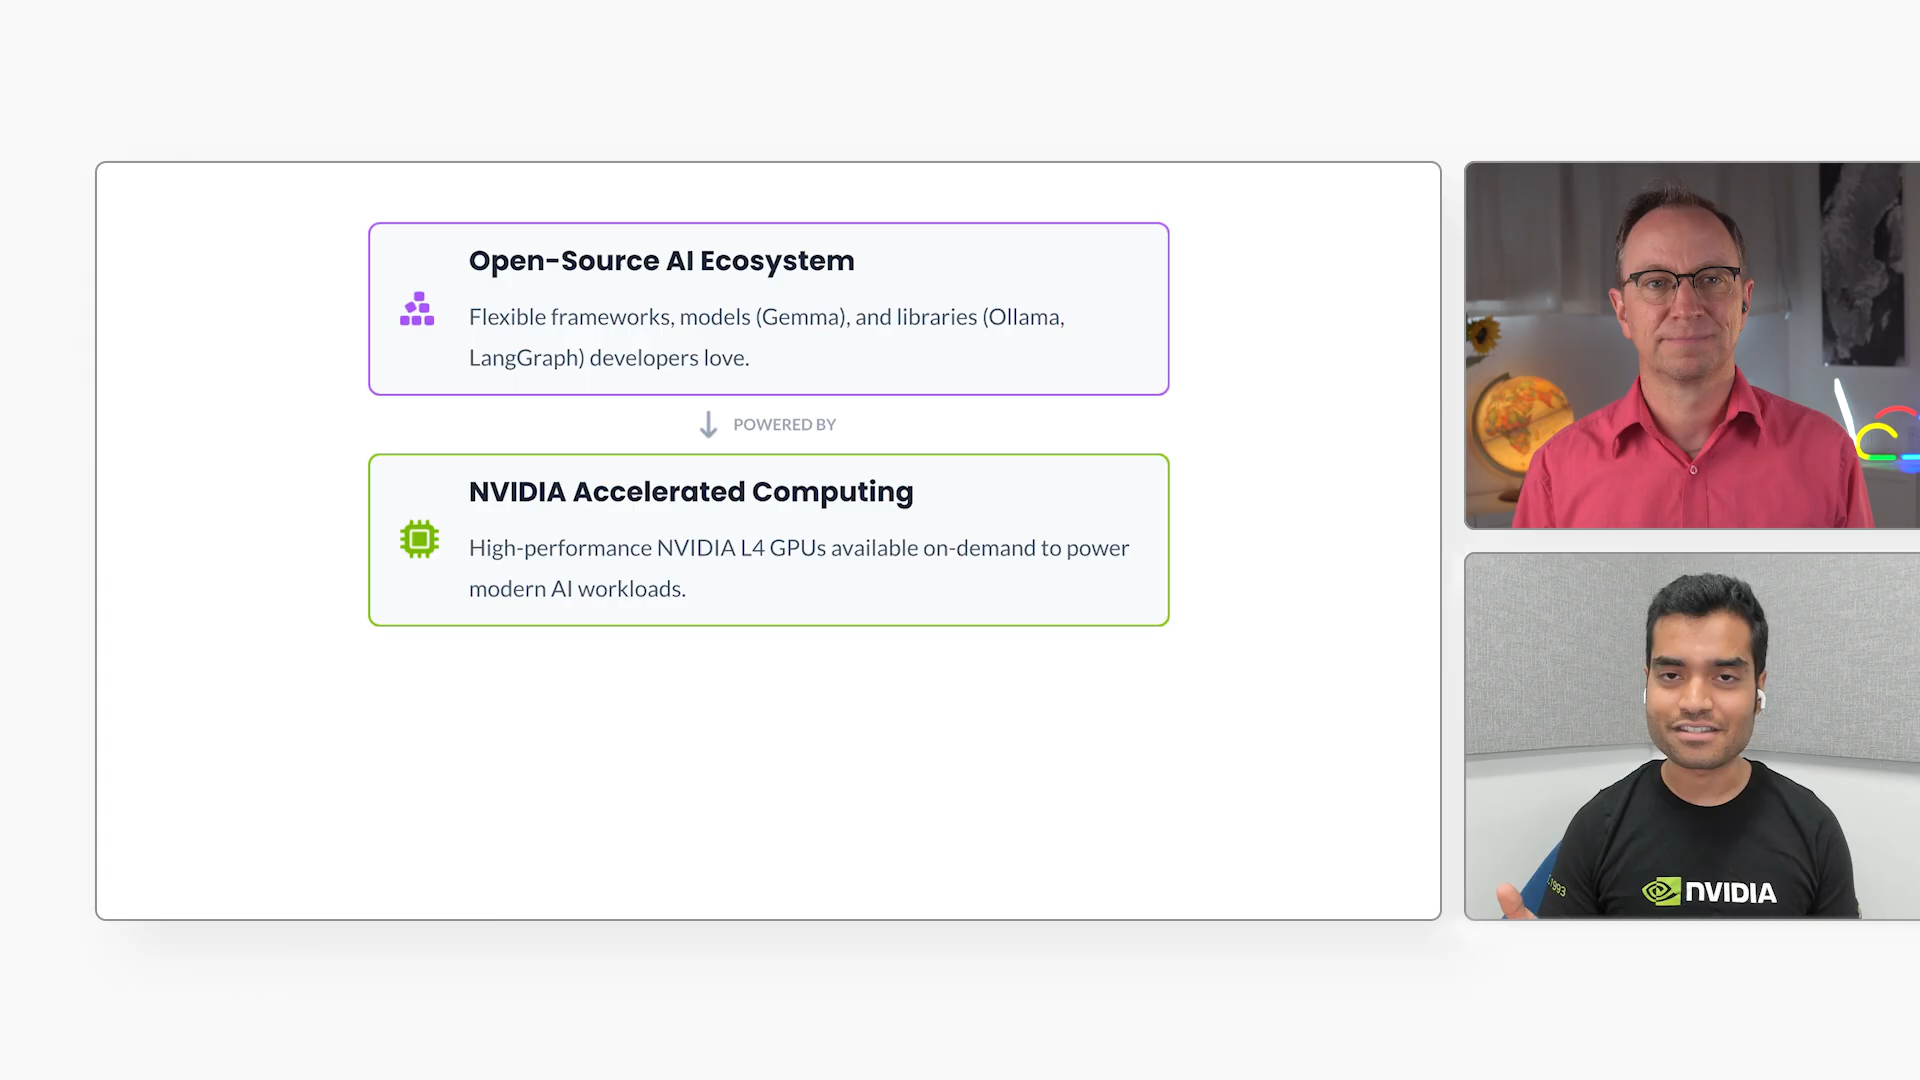 Open-Source AI Ecosystem
Flexible frameworks, models (Gemma), and libraries (Ollama,
LangGraph) developers love.
POWERED BY
NVIDIA Accelerated Computing
High-performance NVIDIA L4 GPUs available on-demand to power
modern AI workloads.
1993
NVIDIA